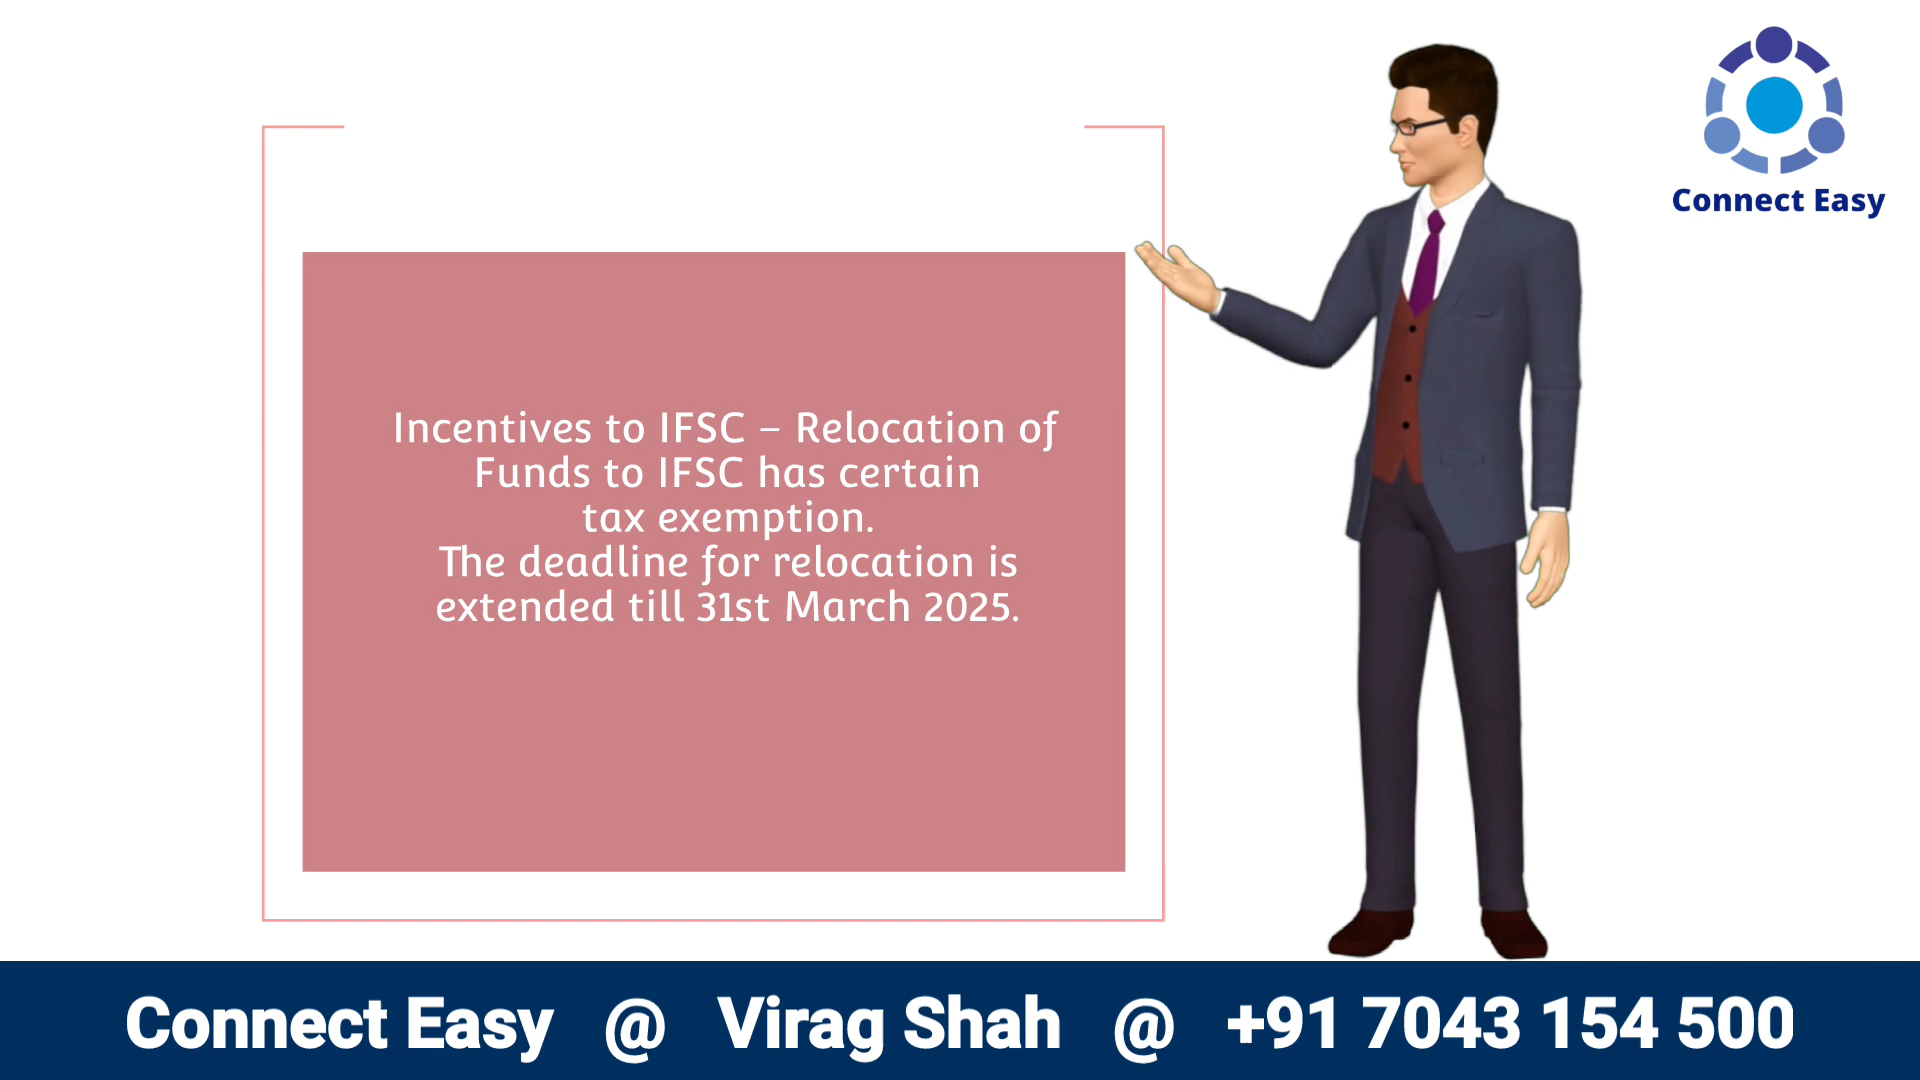 Connect Easy
Incentives to IFSC – Relocation of
Funds to IFSC has certain
tax exemption.
The deadline for relocation is
extended till 31st March 2025.
Connect Easy @ Virag Shah @ +91 7043 154 500